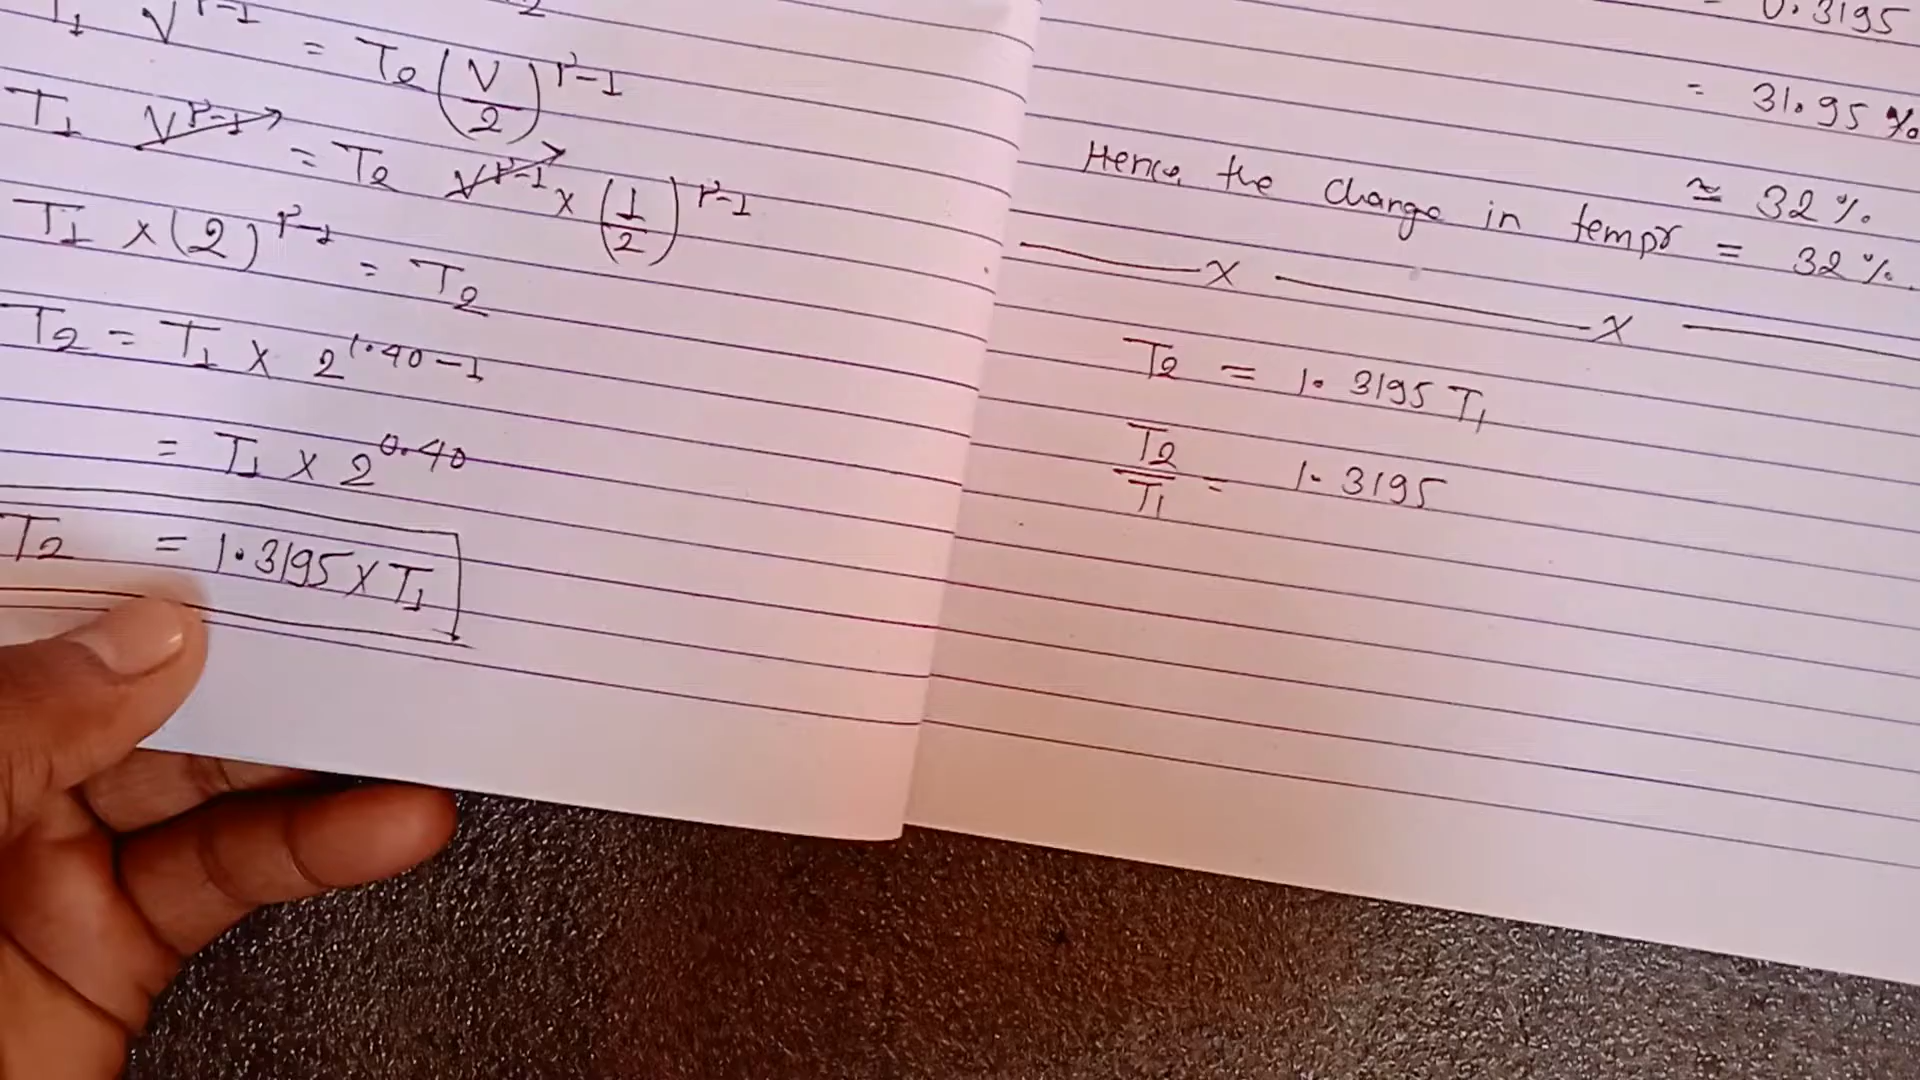 T₁ V^γ-1 = T₂ (V/2)^γ-1
T₁ V^γ-1 = T₂ V^γ-1 × (1/2)^γ-1
T₁ × (2)^γ-1 = T₂
T₂ = T₁ × 2^1.40-1
= T₁ × 2^0.40
T₂ = 1.3195 × T₁
= 0.3195
= 31.95 %
≈ 32 %.
Hence, the change in tempr = 32 %.
x x
T₂ = 1.3195 T₁
T₂/T₁ = 1.3195